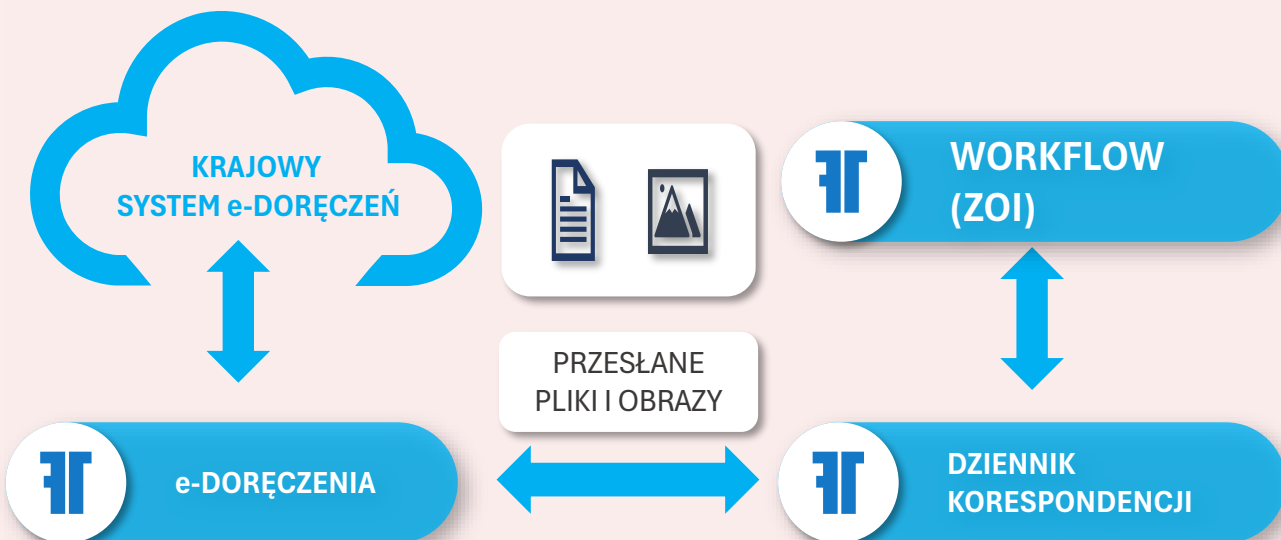 KRAJOWY
SYSTEM e-DORĘCZEŃ
WORKFLOW
(ZOI)
PRZESŁANE
PLIKI I OBRAZY
e-DORĘCZENIA
DZIENNIK
KORESPONDENCJI